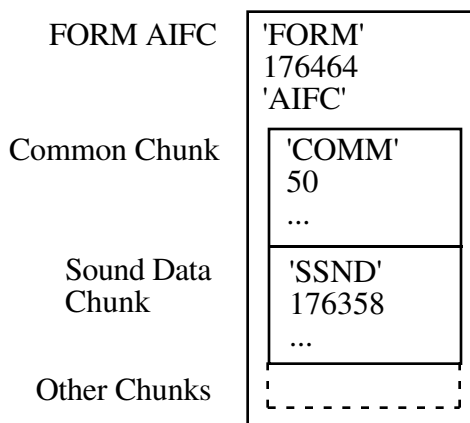 FORM AIFC
'FORM'
176464
'AIFC'
Common Chunk
'COMM'
50
...
Sound Data
Chunk
'SSND'
176358
...
Other Chunks